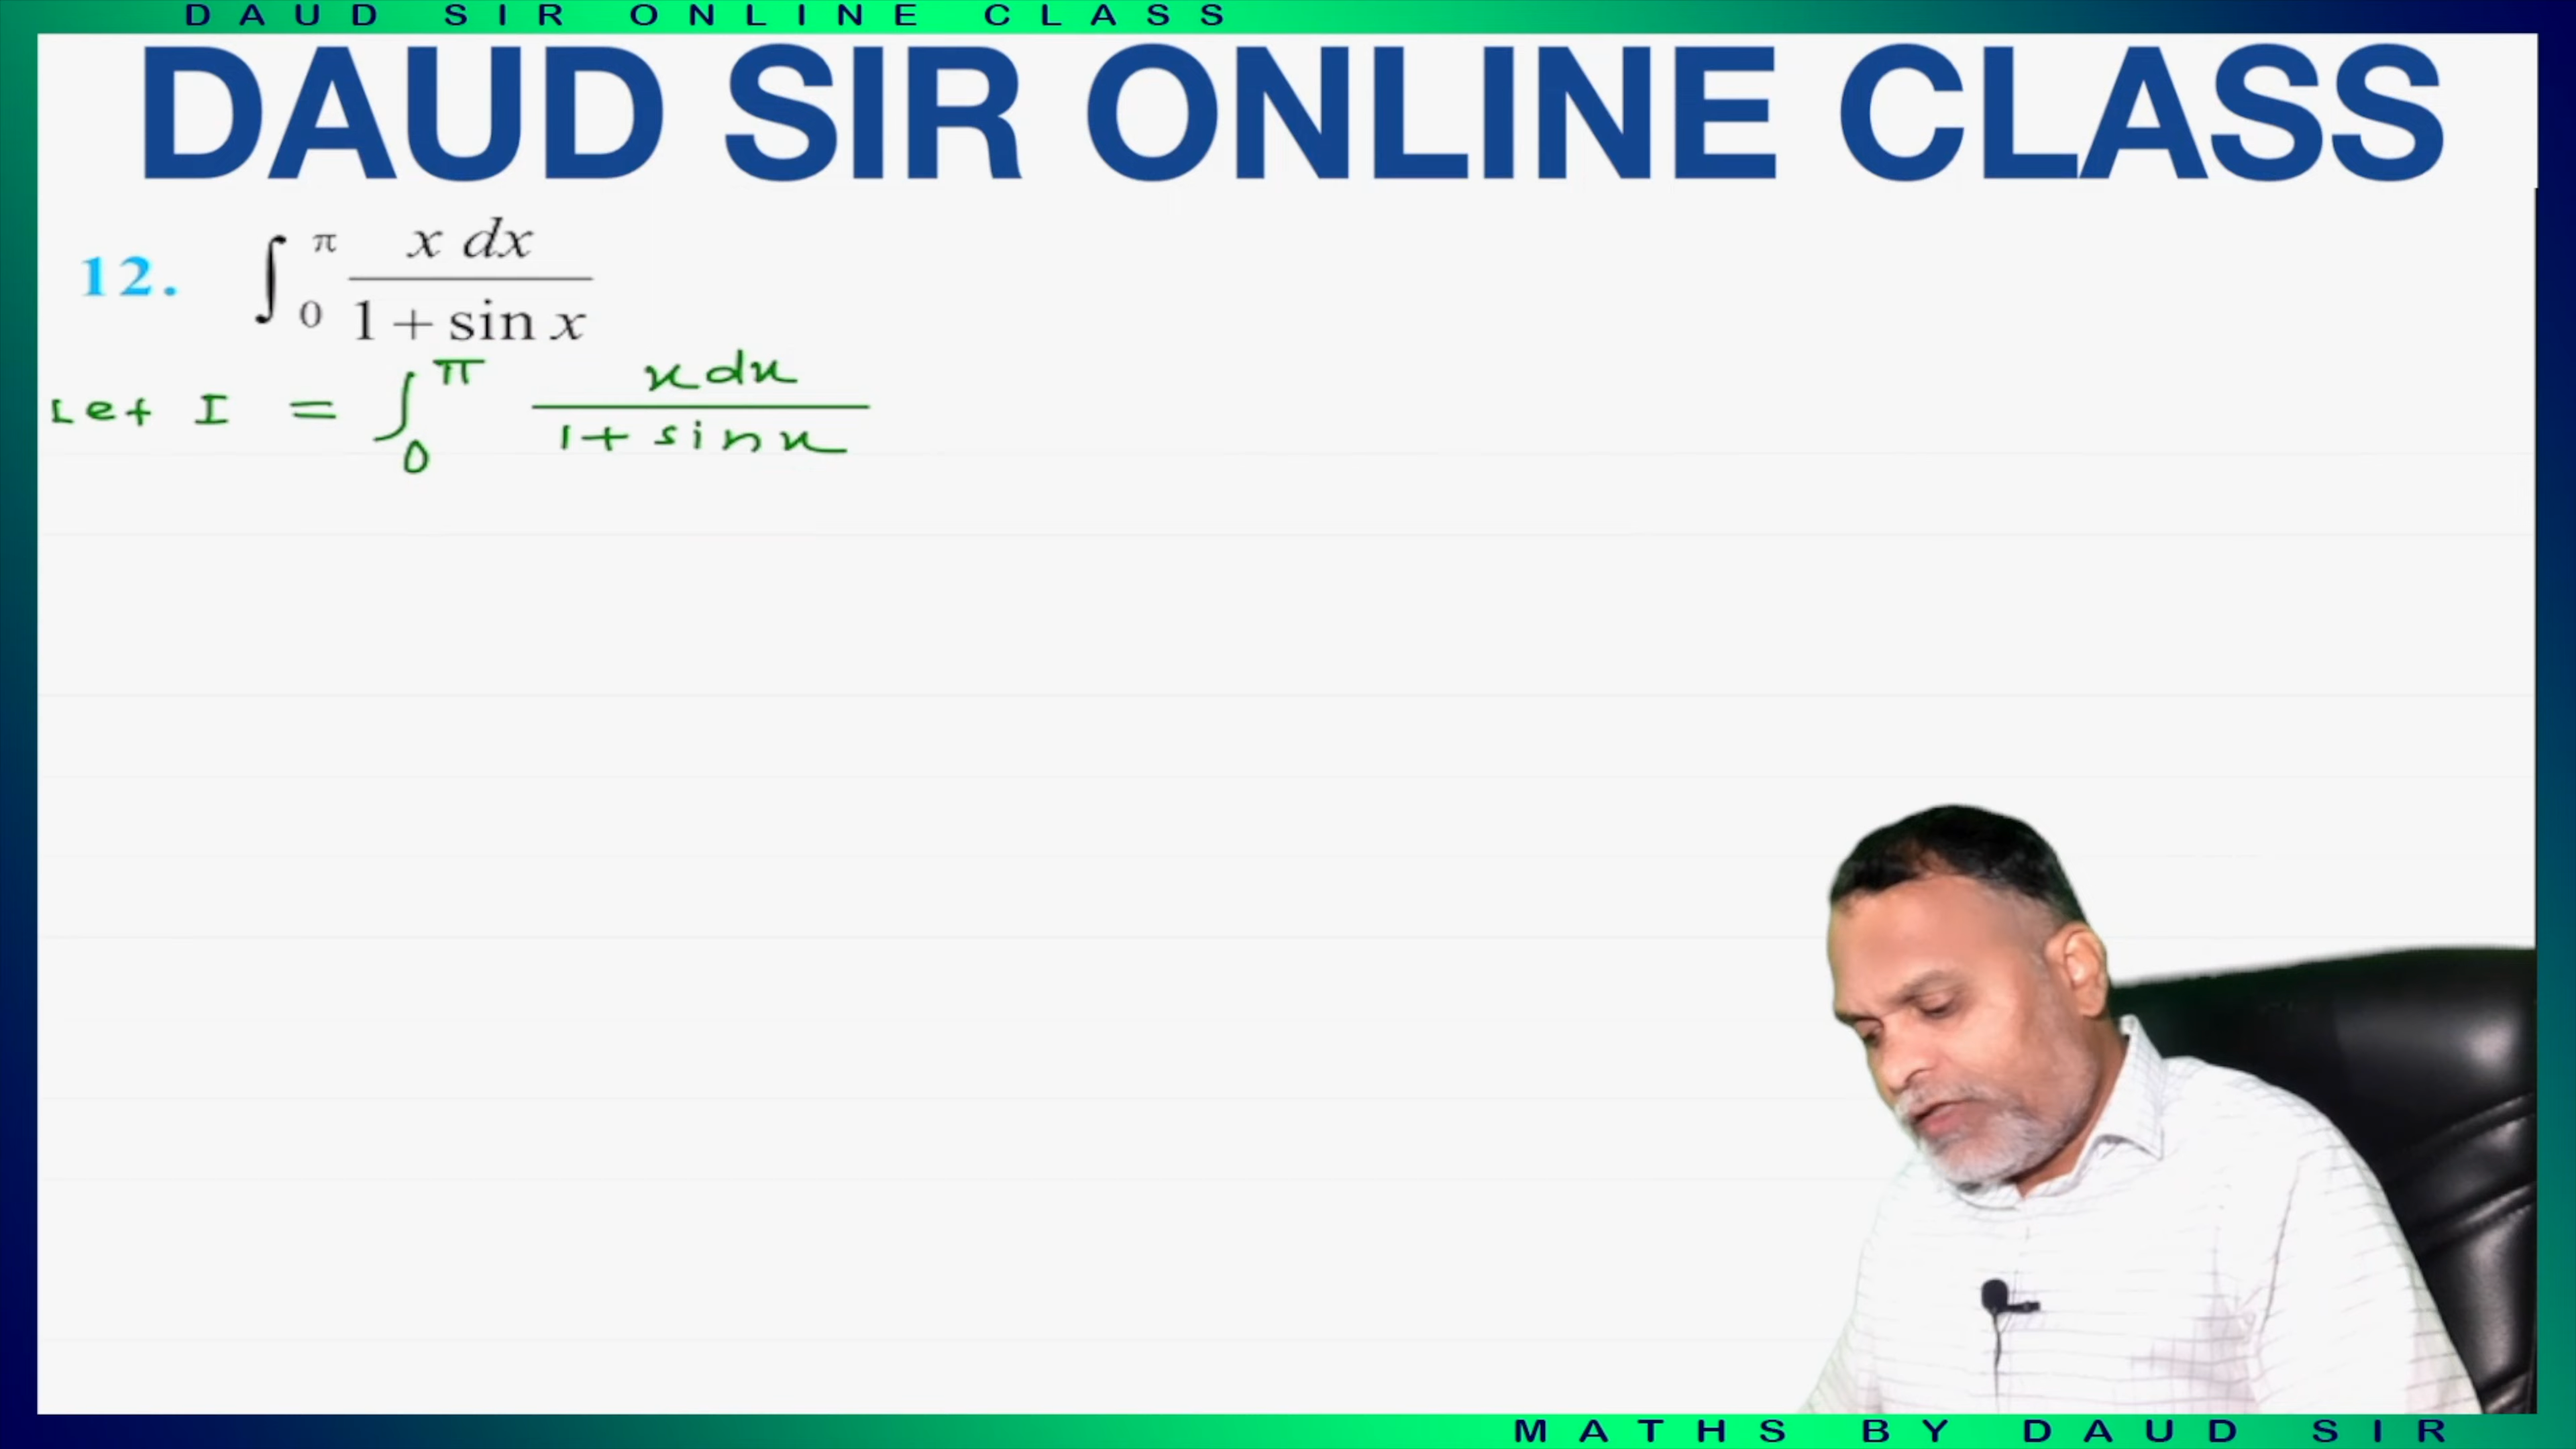 DAUD SIR ONLINE CLASS
DAUD SIR ONLINE CLASS
12. ∫₀^π x dx / (1 + sin x)
Let I = ∫₀^π x dx / (1 + sin x)
MATHS BY DAUD SIR